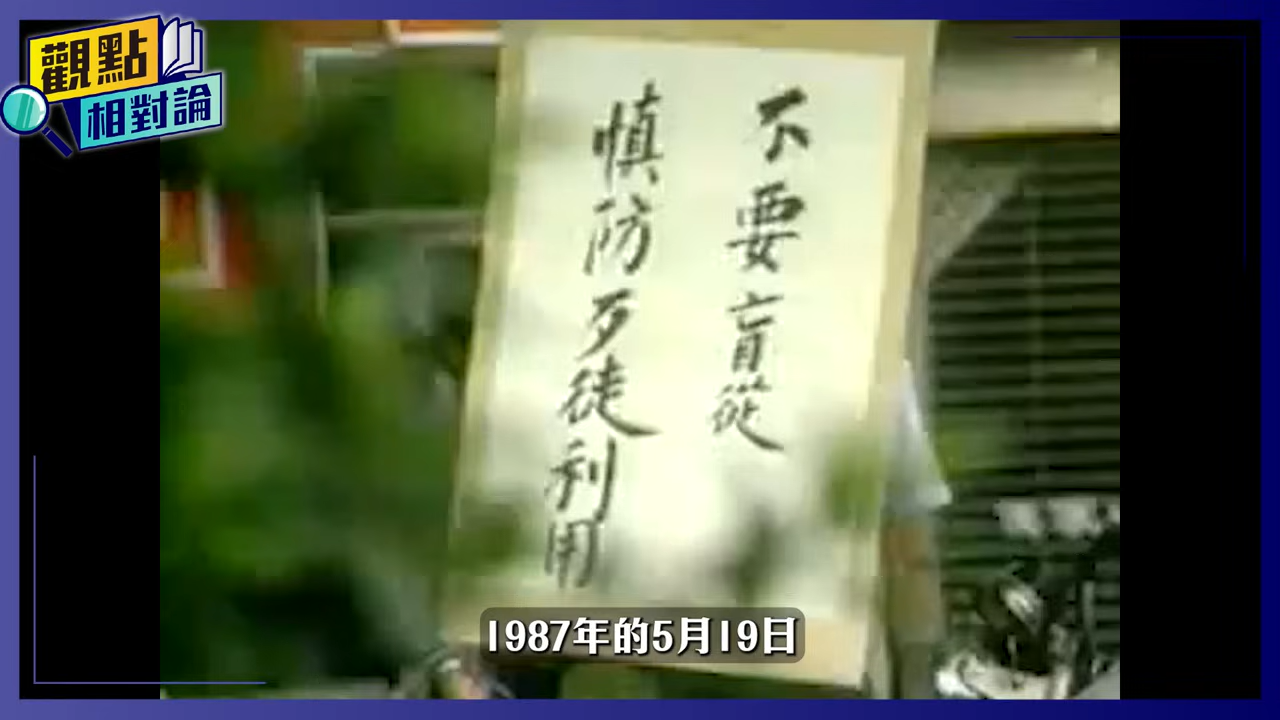 觀點
相對論
不要盲從
慎防歹徒利用
1987年的5月19日